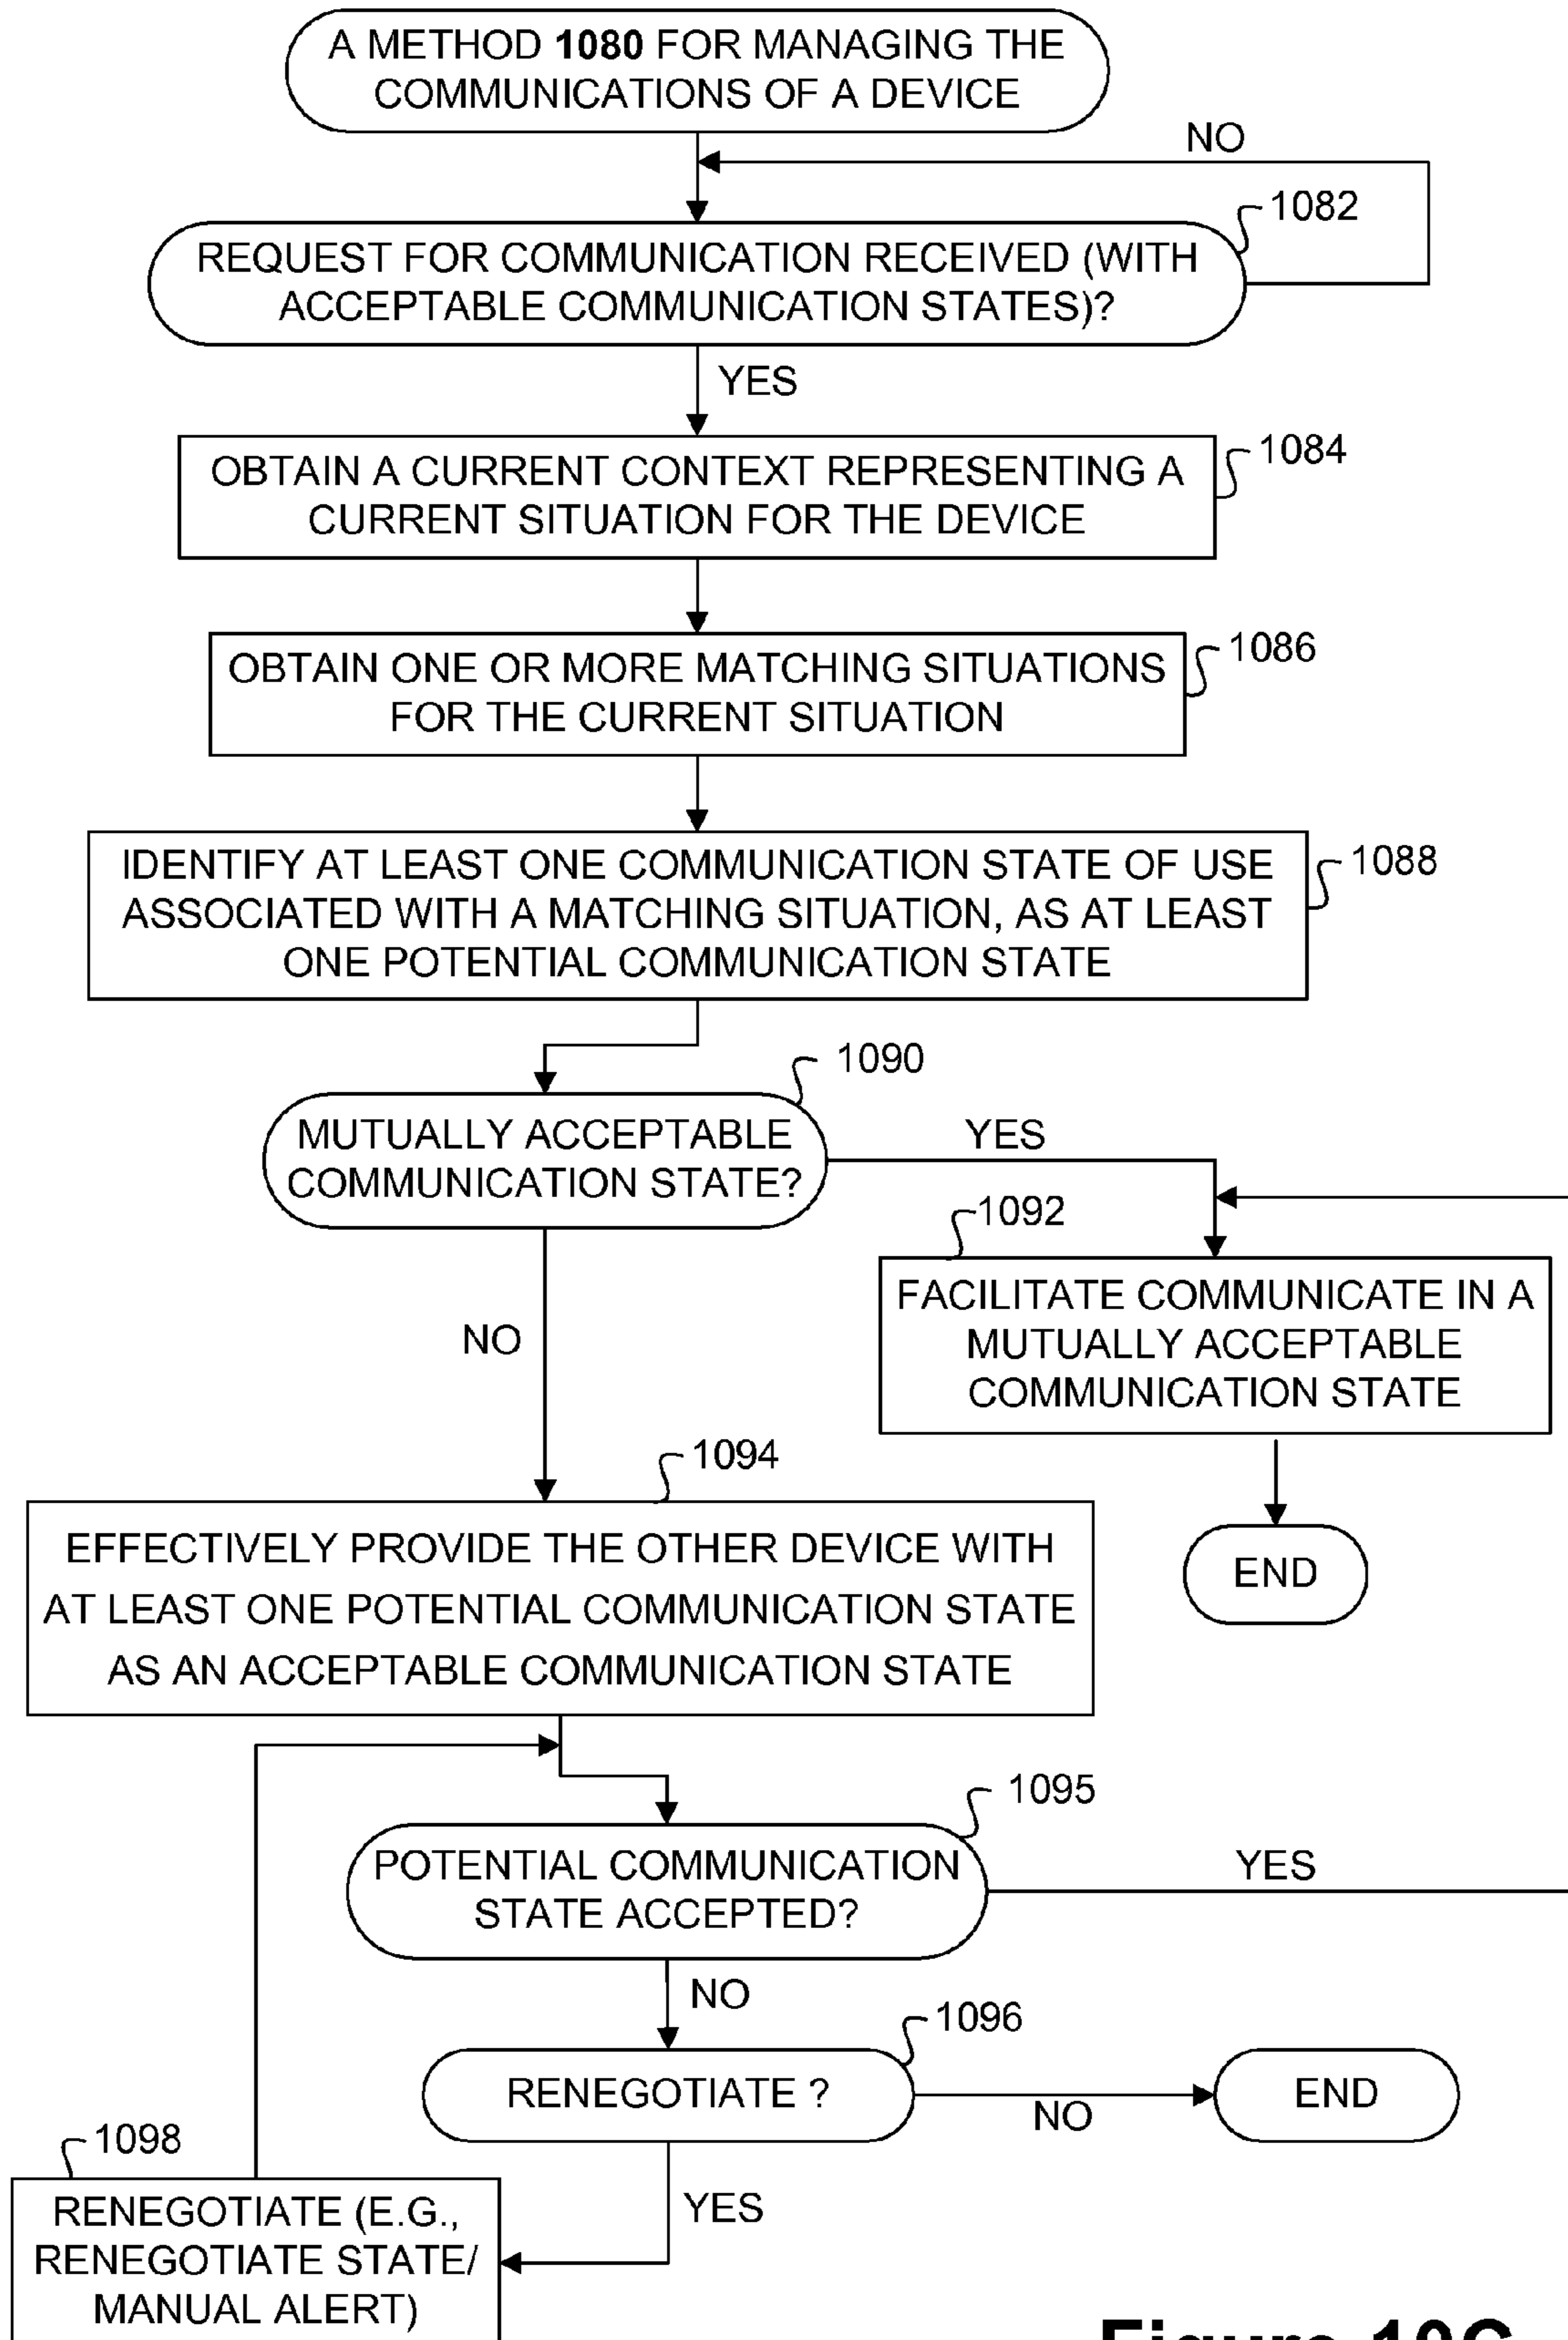 A METHOD 1080 FOR MANAGING THE
COMMUNICATIONS OF A DEVICE
NO
1082
REQUEST FOR COMMUNICATION RECEIVED (WITH
ACCEPTABLE COMMUNICATION STATES)?
YES
1084
OBTAIN A CURRENT CONTEXT REPRESENTING A
CURRENT SITUATION FOR THE DEVICE
1086
OBTAIN ONE OR MORE MATCHING SITUATIONS
FOR THE CURRENT SITUATION
1088
IDENTIFY AT LEAST ONE COMMUNICATION STATE OF USE
ASSOCIATED WITH A MATCHING SITUATION, AS AT LEAST
ONE POTENTIAL COMMUNICATION STATE
1090
MUTUALLY ACCEPTABLE
COMMUNICATION STATE?
YES
1092
FACILITATE COMMUNICATE IN A
MUTUALLY ACCEPTABLE
COMMUNICATION STATE
NO
END
1094
EFFECTIVELY PROVIDE THE OTHER DEVICE WITH
AT LEAST ONE POTENTIAL COMMUNICATION STATE
AS AN ACCEPTABLE COMMUNICATION STATE
1095
POTENTIAL COMMUNICATION
STATE ACCEPTED?
YES
NO
1096
RENEGOTIATE ?
NO
END
YES
1098
RENEGOTIATE (E.G.,
RENEGOTIATE STATE/
MANUAL ALERT)
Figure